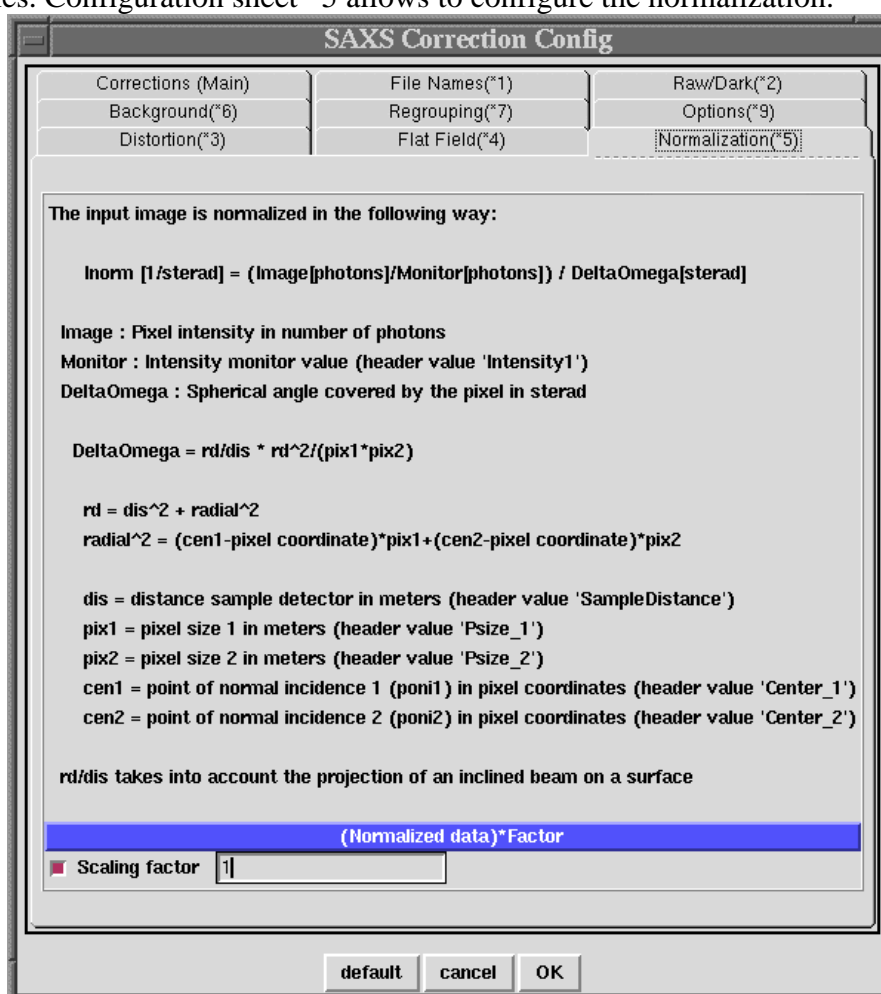 es. Configuration sheet *5 allows to configure the normalization.
SAXS Correction Config
Corrections (Main) File Names(*1) Raw/Dark(*2)
Background(*6) Regrouping(*7) Options(*9)
Distortion(*3) Flat Field(*4) Normalization(*5)
The input image is normalized in the following way:
Inorm [1/sterad] = (Image[photons]/Monitor[photons]) / DeltaOmega[sterad]
Image : Pixel intensity in number of photons
Monitor : Intensity monitor value (header value 'Intensity1')
DeltaOmega : Spherical angle covered by the pixel in sterad
DeltaOmega = rd/dis * rd^2/(pix1*pix2)
rd = dis^2 + radial^2
radial^2 = (cen1-pixel coordinate)*pix1+(cen2-pixel coordinate)*pix2
dis = distance sample detector in meters (header value 'SampleDistance')
pix1 = pixel size 1 in meters (header value 'Psize_1')
pix2 = pixel size 2 in meters (header value 'Psize_2')
cen1 = point of normal incidence 1 (poni1) in pixel coordinates (header value 'Center_1')
cen2 = point of normal incidence 2 (poni2) in pixel coordinates (header value 'Center_2')
rd/dis takes into account the projection of an inclined beam on a surface
(Normalized data)*Factor
Scaling factor 1
default cancel OK